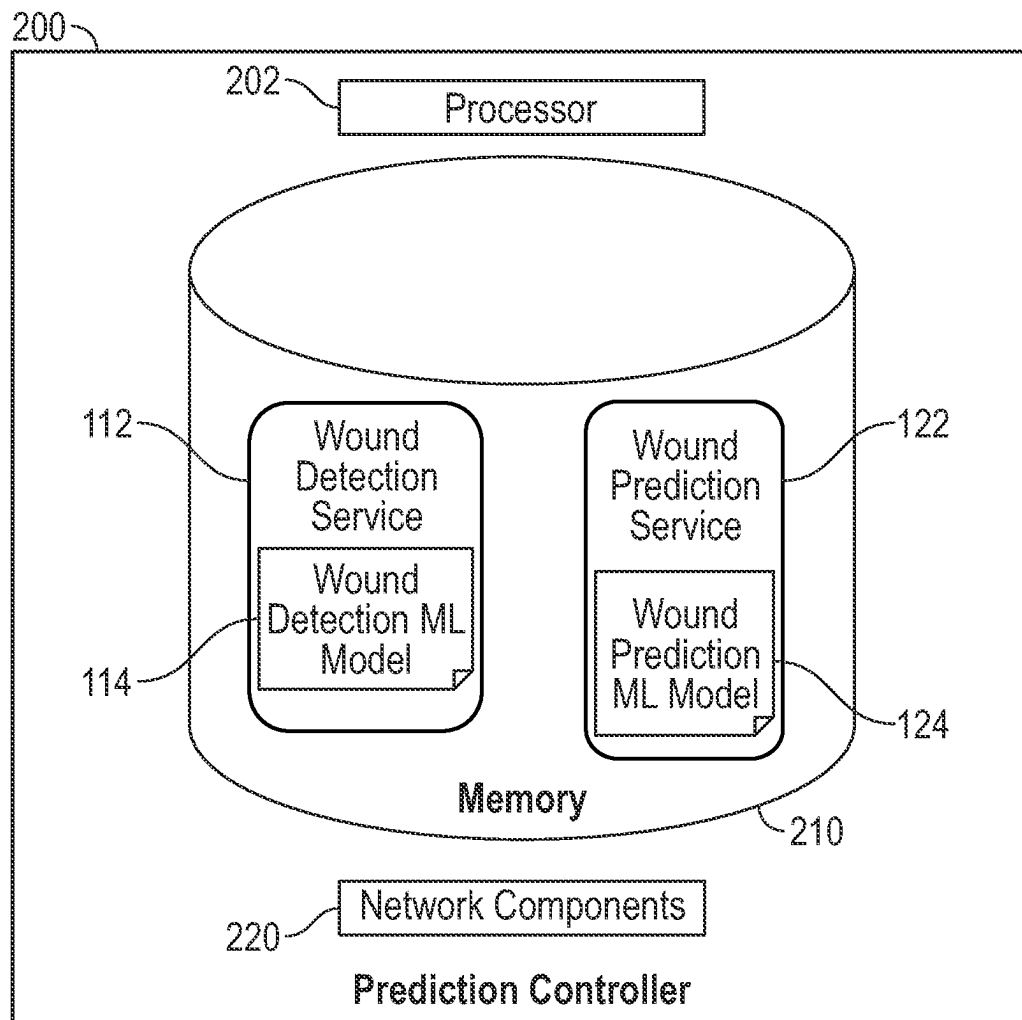 200
202
Processor
112
Wound
Detection
Service
Wound
Detection ML
Model
114
Wound
Prediction
Service
122
Wound
Prediction
ML Model
124
Memory
210
Network Components
220
Prediction Controller